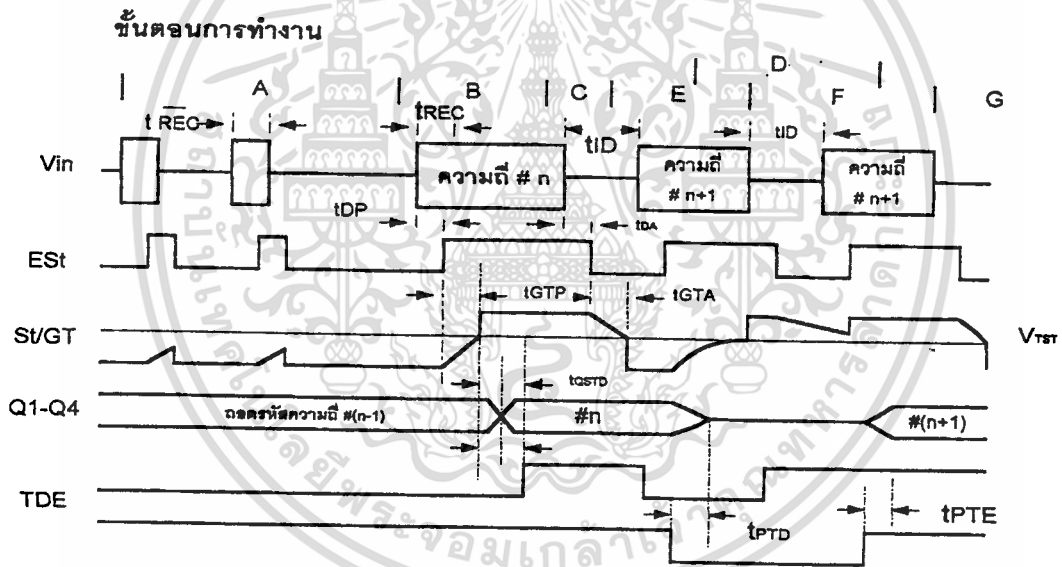 ขั้นตอนการทำงาน
A B C D E F G
t REC tREC tID tID
Vin ความถี่ # n ความถี่ # n+1 ความถี่ # n+1
tDP tDA
ESt
tGTP tGTA
St/GT VTST
tQSTD
Q1-Q4 ถอดรหัสความถี่ #(n-1) #n #(n+1)
TDE
tPTD tPTE